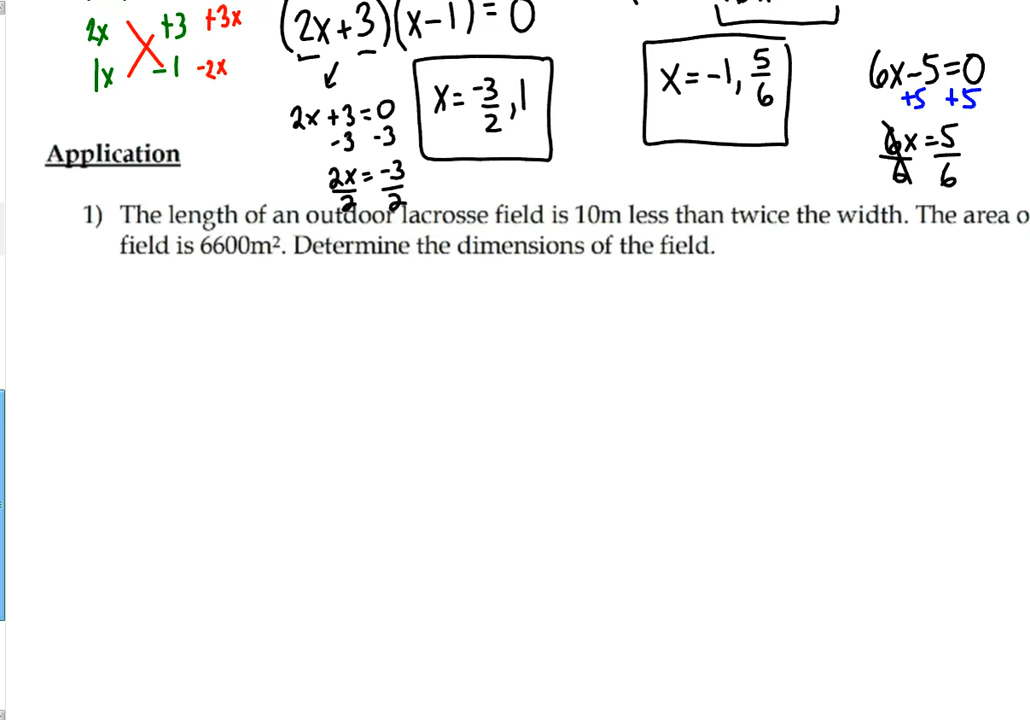 2x +3 +3x
1x -1 -2x
(2x+3)(x-1)=0
2x+3=0
-3 -3
2x = -3
2 2
x = -3/2, 1
x = -1, 5/6
6x-5=0
+5 +5
6x = 5
6 6
Application
1) The length of an outdoor lacrosse field is 10m less than twice the width. The area o
field is 6600m². Determine the dimensions of the field.